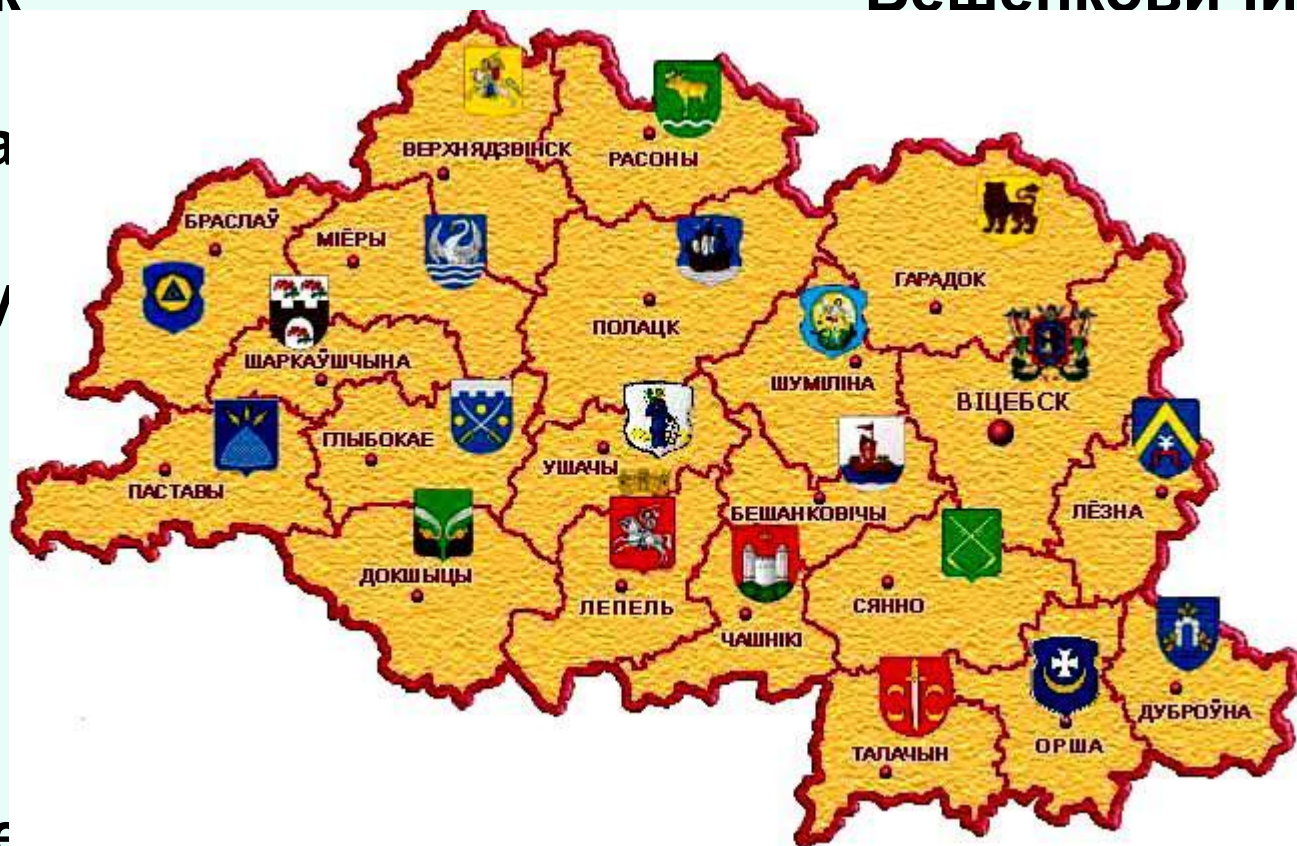 к
Бешенковичи
ВЕРХНЯДЗВІНСК
РАСОНЫ
а
БРАСЛАЎ
МІЁРЫ
ГАРАДОК
у
ПОЛАЦК
ШАРКАЎШЧЫНА
ШУМІЛІНА
ВІЦЕБСК
ГЛЫБОКАЕ
УШАЧЫ
ПАСТАВЫ
БЕШАНКОВІЧЫ
ЛЁЗНА
ДОКШЫЦЫ
ЛЕПЕЛЬ
СЯННО
ЧАШНІКІ
ДУБРОЎНА
ТАЛАЧЫН
ОРША
е